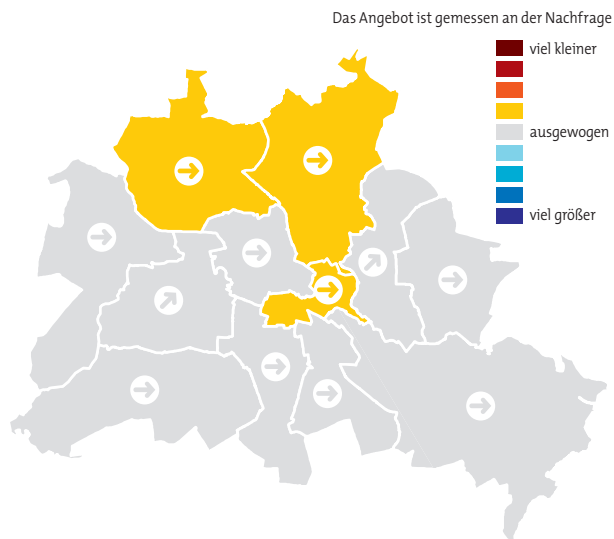 Das Angebot ist gemessen an der Nachfrage
viel kleiner
ausgewogen
viel größer